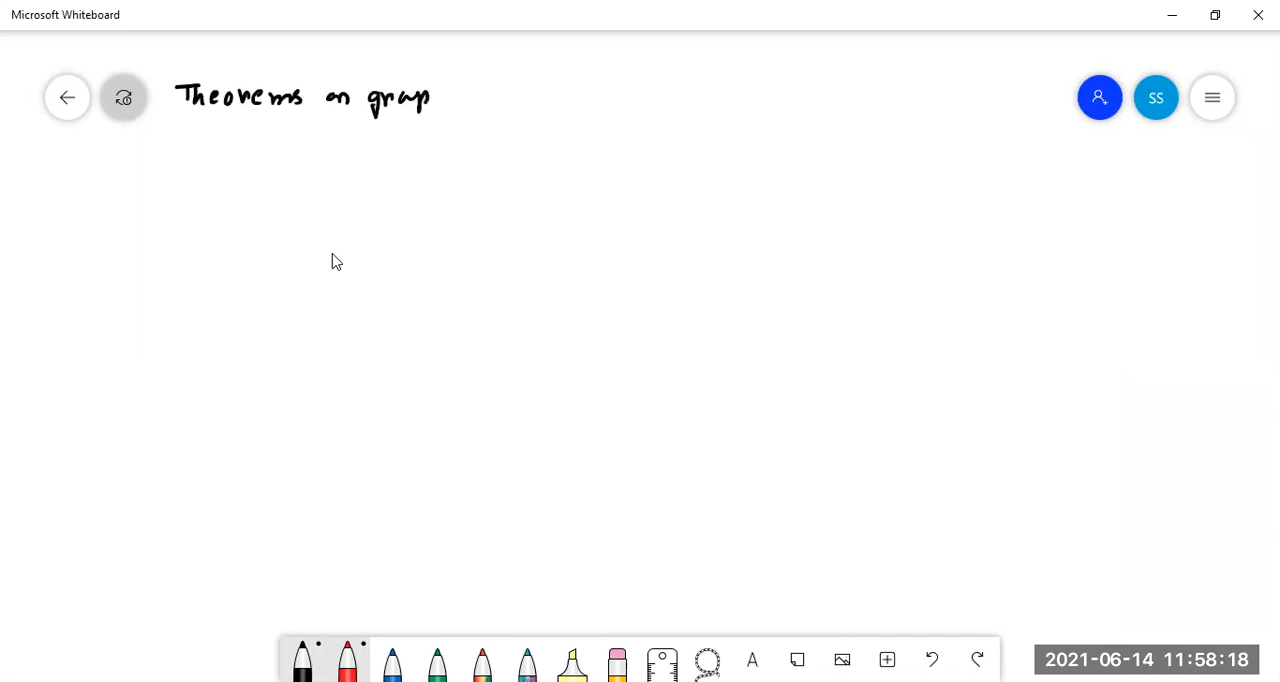 Microsoft Whiteboard
Theorems on grap
SS
A
2021-06-14 11:58:18